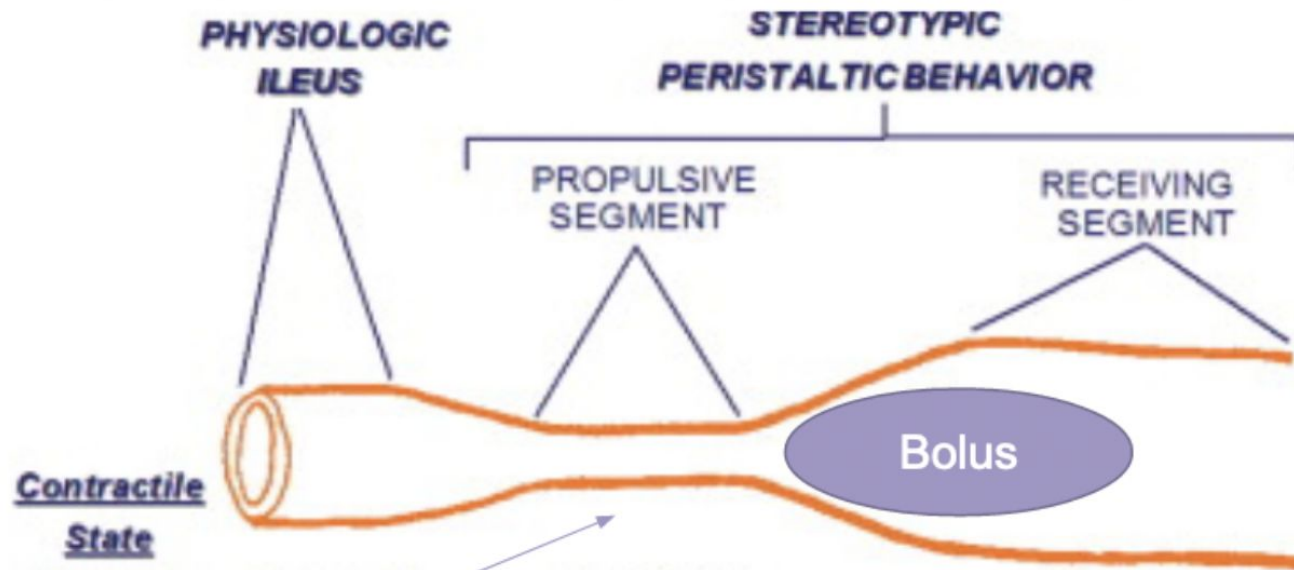 PHYSIOLOGIC
ILEUS
STEREOTYPIC
PERISTALTIC BEHAVIOR
PROPULSIVE
SEGMENT
RECEIVING
SEGMENT
Bolus
Contractile
State